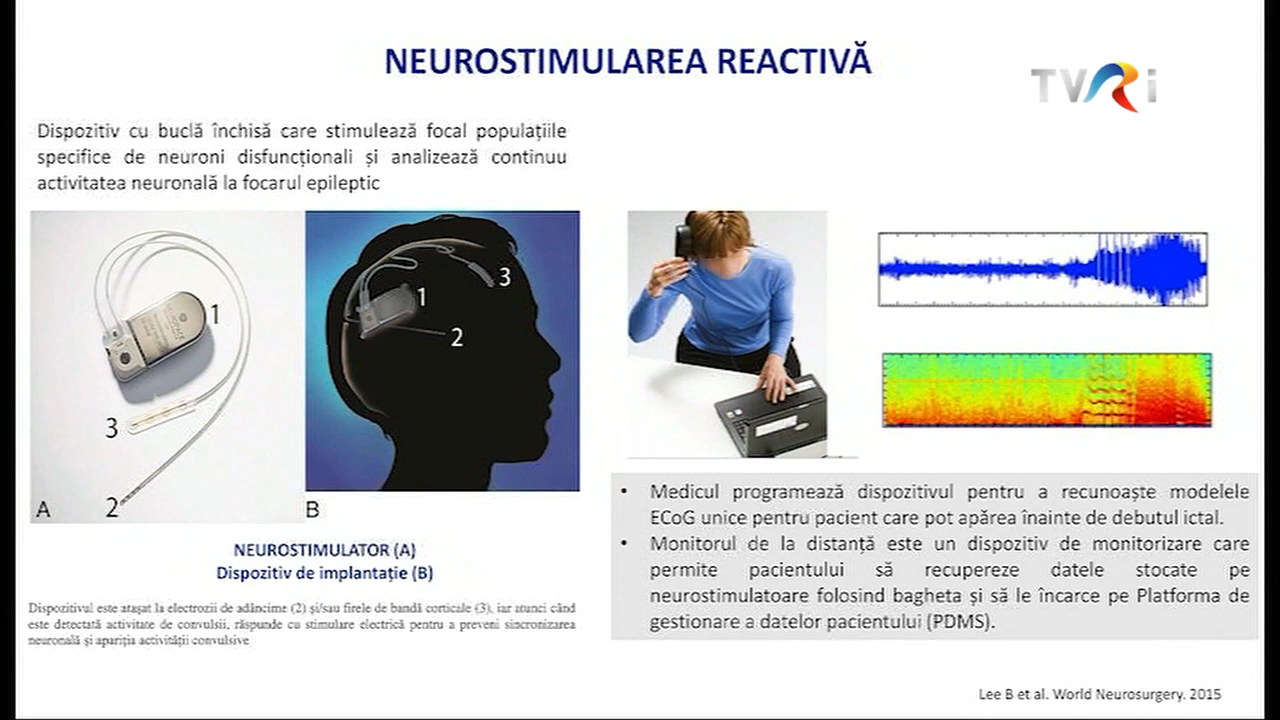 NEUROSTIMULAREA REACTIVĂ
TVRi
Dispozitiv cu buclă închisă care stimulează focal populațiile
specifice de neuroni disfuncționali și analizează continuu
activitatea neuronală la focarul epileptic
1
3
2
A
1
2
3
B
NEUROSTIMULATOR (A)
Dispozitiv de implantație (B)
Dispozitivul este atașat la electrozii de adâncime (2) și/sau firele de bandă corticale (3), iar atunci când
este detectată activitate de convulsii, răspunde cu stimulare electrică pentru a preveni sincronizarea
neuronală și apariția activității convulsive
• Medicul programează dispozitivul pentru a recunoaște modelele
ECoG unice pentru pacient care pot apărea înainte de debutul ictal.
• Monitorul de la distanță este un dispozitiv de monitorizare care
permite pacientului să recupereze datele stocate pe
neurostimulatoare folosind bagheta și să le încarce pe Platforma de
gestionare a datelor pacientului (PDMS).
Lee B et al. World Neurosurgery. 2015